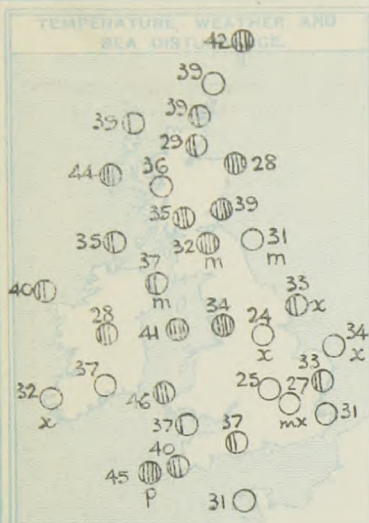 TEMPERATURE, WEATHER AND
SEA DISTURBANCE.
42
39
39 39
29
28
44 36
39
35
35 32 31
m m
37
m
40
33 x
28 41 34 24 34
x x
37 33
32 46 25 27 31
x mx
37 37
40
45
p
31